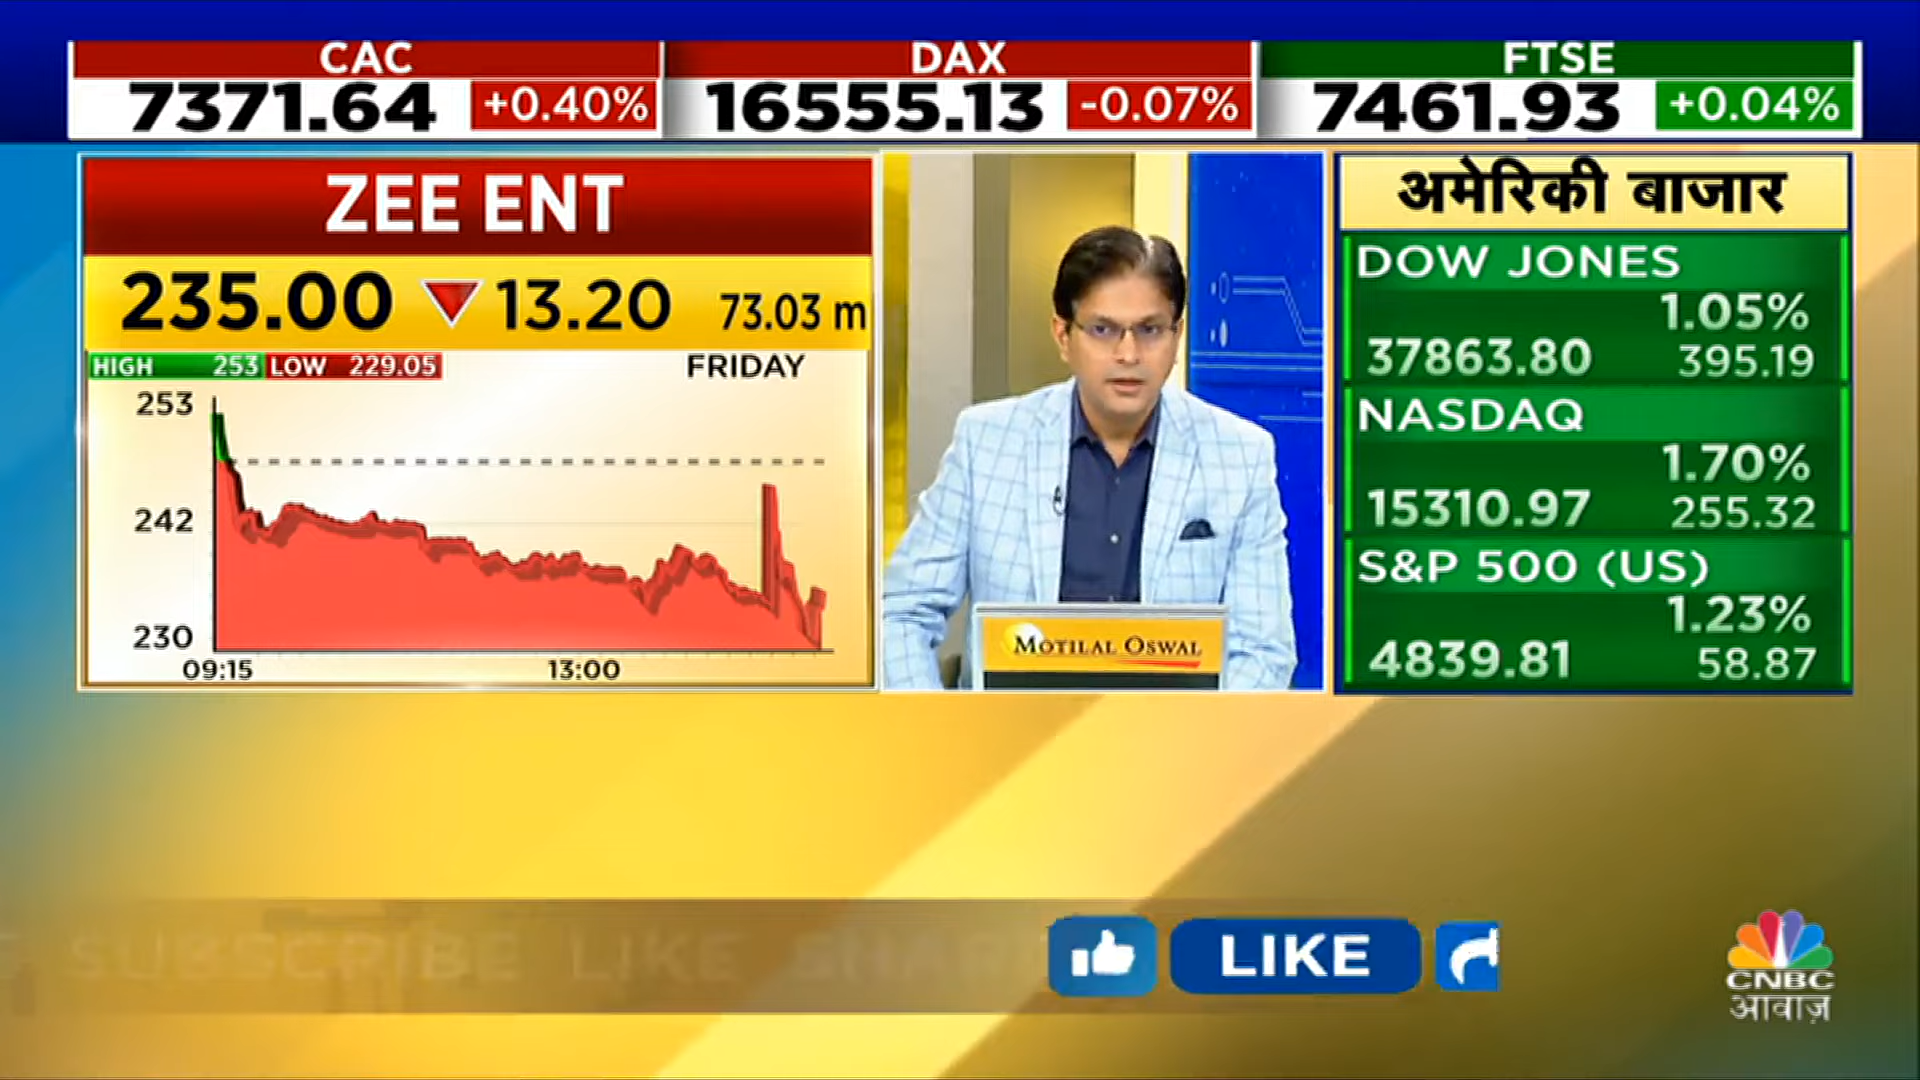 CAC
7371.64 +0.40%
DAX
16555.13 -0.07%
FTSE
7461.93 +0.04%
ZEE ENT
235.00 13.20 73.03 m
HIGH 253 LOW 229.05 FRIDAY
253
242
230
09:15 13:00
MOTILAL OSWAL
अमेरिकी बाजार
DOW JONES
1.05%
37863.80 395.19
NASDAQ
1.70%
15310.97 255.32
S&P 500 (US)
1.23%
4839.81 58.87
SUBSCRIBE LIKE
LIKE
CNBC
आवाज़